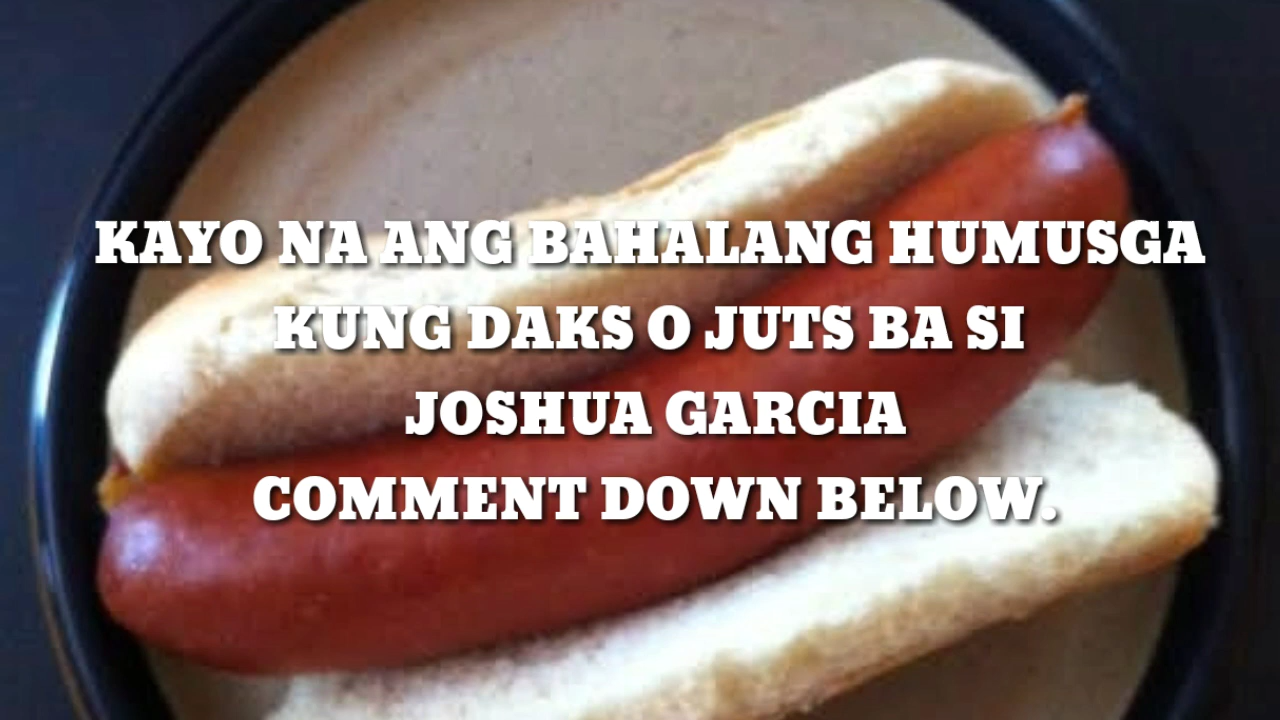 KAYO NA ANG BAHALANG HUMUSGA
KUNG DAKS O JUTS BA SI
JOSHUA GARCIA
COMMENT DOWN BELOW.